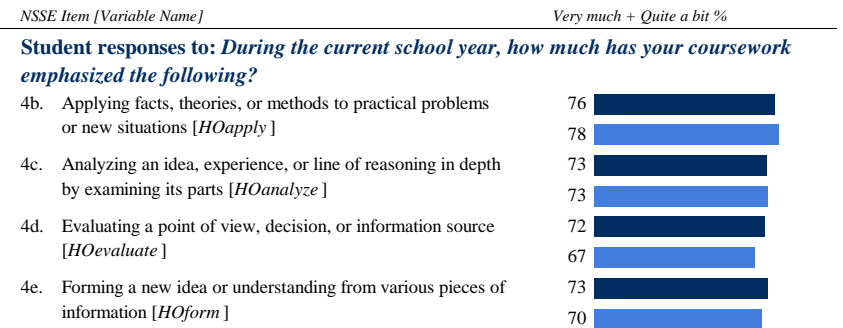 NSSE Item [Variable Name] Very much + Quite a bit %
Student responses to: During the current school year, how much has your coursework
emphasized the following?
4b. Applying facts, theories, or methods to practical problems 76
or new situations [HOapply ] 78
4c. Analyzing an idea, experience, or line of reasoning in depth 73
by examining its parts [HOanalyze ] 73
4d. Evaluating a point of view, decision, or information source 72
[HOevaluate ] 67
4e. Forming a new idea or understanding from various pieces of 73
information [HOform ] 70